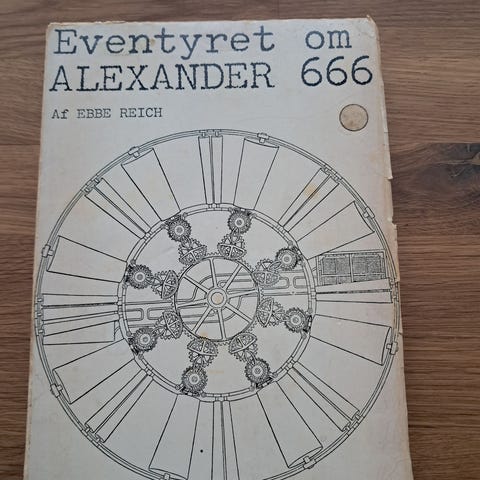 Eventyret om
ALEXANDER 666
Af EBBE REICH